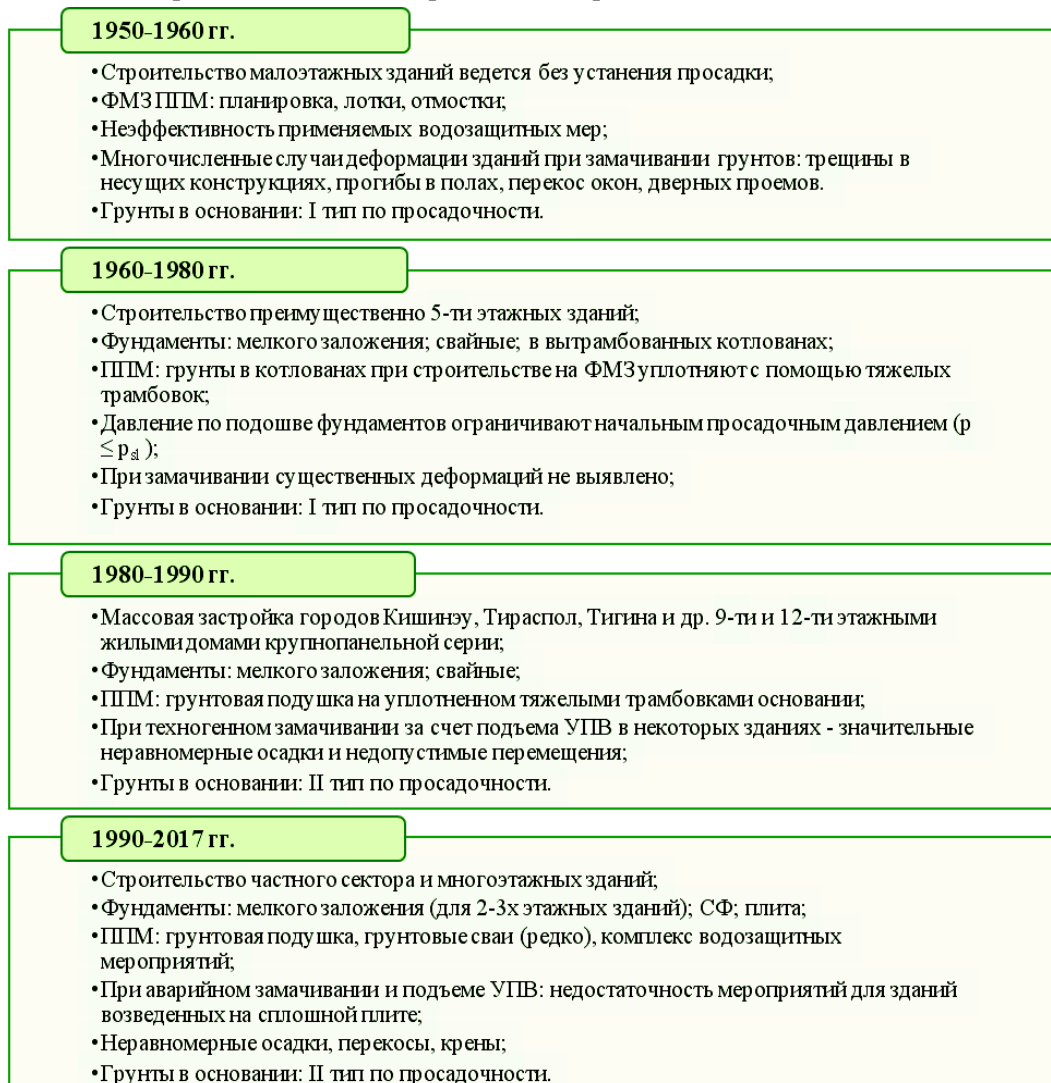 1950-1960 гг.
•Строительство малоэтажных зданий ведется без устанения просадки;
•ФМЗ ППМ: планировка, лотки, отмостки;
•Неэффективность применяемых водозащитных мер;
•Многочисленные случаи деформации зданий при замачивании грунтов: трещины в
несущих конструкциях, прогибы в полах, перекос окон, дверных проемов.
•Грунты в основании: I тип по просадочности.
1960-1980 гг.
•Строительство преимущественно 5-ти этажных зданий;
•Фундаменты: мелкого заложения; свайные; в вытрамбованных котлованах;
•ППМ: грунты в котлованах при строительстве на ФМЗ уплотняют с помощью тяжелых
трамбовок;
•Давление по подошве фундаментов ограничивают начальным просадочным давлением (p
≤ p_sl );
•При замачивании существенных деформаций не выявлено;
•Грунты в основании: I тип по просадочности.
1980-1990 гг.
•Массовая застройка городов Кишинэу, Тираспол, Тигина и др. 9-ти и 12-ти этажными
жилыми домами крупнопанельной серии;
•Фундаменты: мелкого заложения; свайные;
•ППМ: грунтовая подушка на уплотненном тяжелыми трамбовками основании;
•При техногенном замачивании за счет подъема УПВ в некоторых зданиях - значительные
неравномерные осадки и недопустимые перемещения;
•Грунты в основании: II тип по просадочности.
1990-2017 гг.
•Строительство частного сектора и многоэтажных зданий;
•Фундаменты: мелкого заложения (для 2-3х этажных зданий); СФ; плита;
•ППМ: грунтовая подушка, грунтовые сваи (редко), комплекс водозащитных
мероприятий;
•При аварийном замачивании и подъеме УПВ: недостаточность мероприятий для зданий
возведенных на сплошной плите;
•Неравномерные осадки, перекосы, крены;
•Грунты в основании: II тип по просадочности.